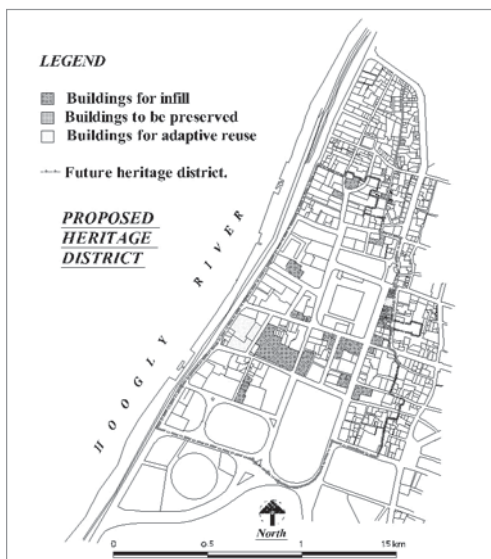 LEGEND
Buildings for infill
Buildings to be preserved
Buildings for adaptive reuse
Future heritage district.
PROPOSED
HERITAGE
DISTRICT
HOOGLY RIVER
North
0 0.5 1 15 km